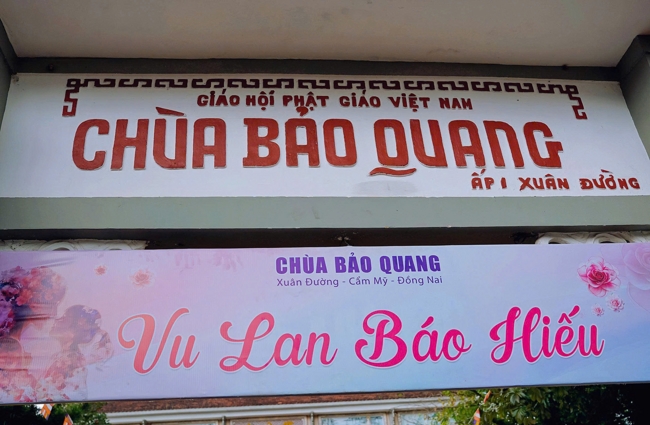 GIÁO HỘI PHẬT GIÁO VIỆT NAM
CHÙA BẢO QUANG
ẤP 1 XUÂN ĐƯỜNG
CHÙA BẢO QUANG
Xuân Đường - Cẩm Mỹ - Đồng Nai
Vu Lan Báo Hiếu